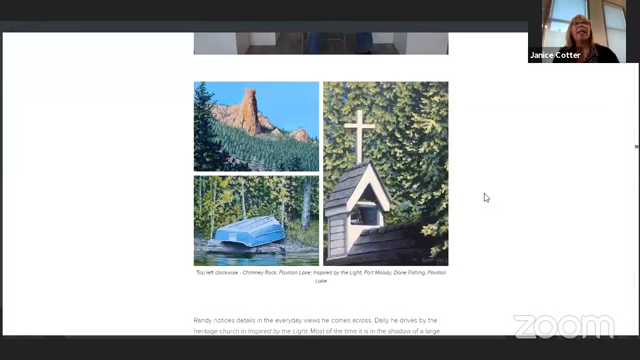 Janice Cotter
Top left clockwise - Chimney Rock, Pavilion Lake; Inspired by the Light, Port Moody; Done Fishing, Pavilion
Lake
Randy notices details in the everyday views he comes across. Daily he drives by the
heritage church in Inspired by the Light. Most of the time it is in the shadow of a large
zoom